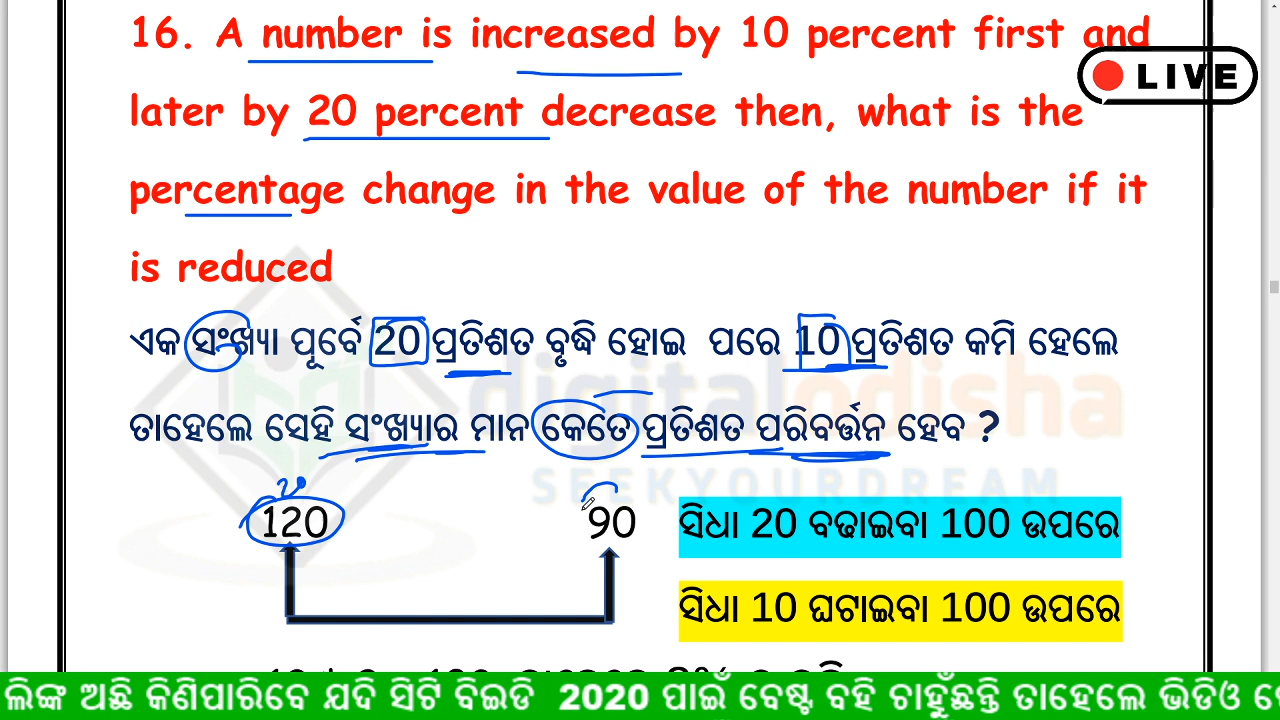 16. A number is increased by 10 percent first and
LIVE
later by 20 percent decrease then, what is the
percentage change in the value of the number if it
is reduced
ଏକ ସଂଖ୍ୟା ପୂର୍ବେ 20 ପ୍ରତିଶତ ବୃଦ୍ଧି ହୋଇ ପରେ 10 ପ୍ରତିଶତ କମି ହେଲେ
ତାହେଲେ ସେହି ସଂଖ୍ୟାର ମାନ କେତେ ପ୍ରତିଶତ ପରିବର୍ତ୍ତନ ହେବ ?
digitalodisha
SEEKYOURDREAM
120 90 ସିଧା 20 ବଢାଇବା 100 ଉପରେ
ସିଧା 10 ଘଟାଇବା 100 ଉପରେ
ଲିଙ୍କ ଅଛି କିଣିପାରିବେ ଯଦି ସିଟି ବିଇଡି 2020 ପାଇଁ ବେଷ୍ଟ ବହି ଚାହୁଁଛନ୍ତି ତାହେଲେ ଭିଡିଓ